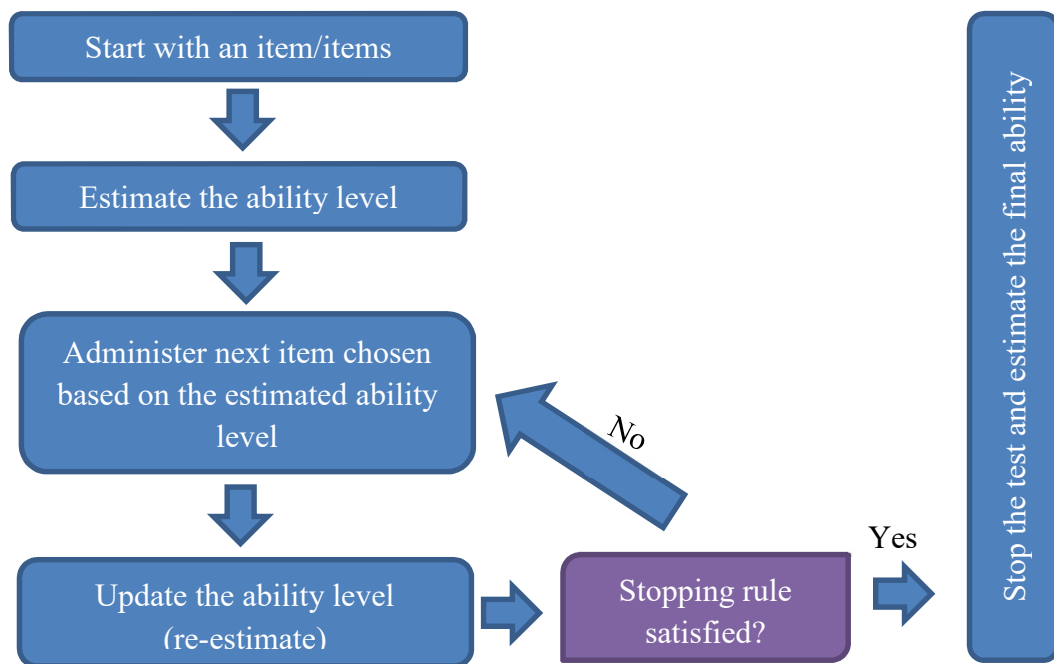 Start with an item/items
Estimate the ability level
Administer next item chosen
based on the estimated ability
level
Update the ability level
(re-estimate)
Stopping rule
satisfied?
No
Yes
Stop the test and estimate the final ability